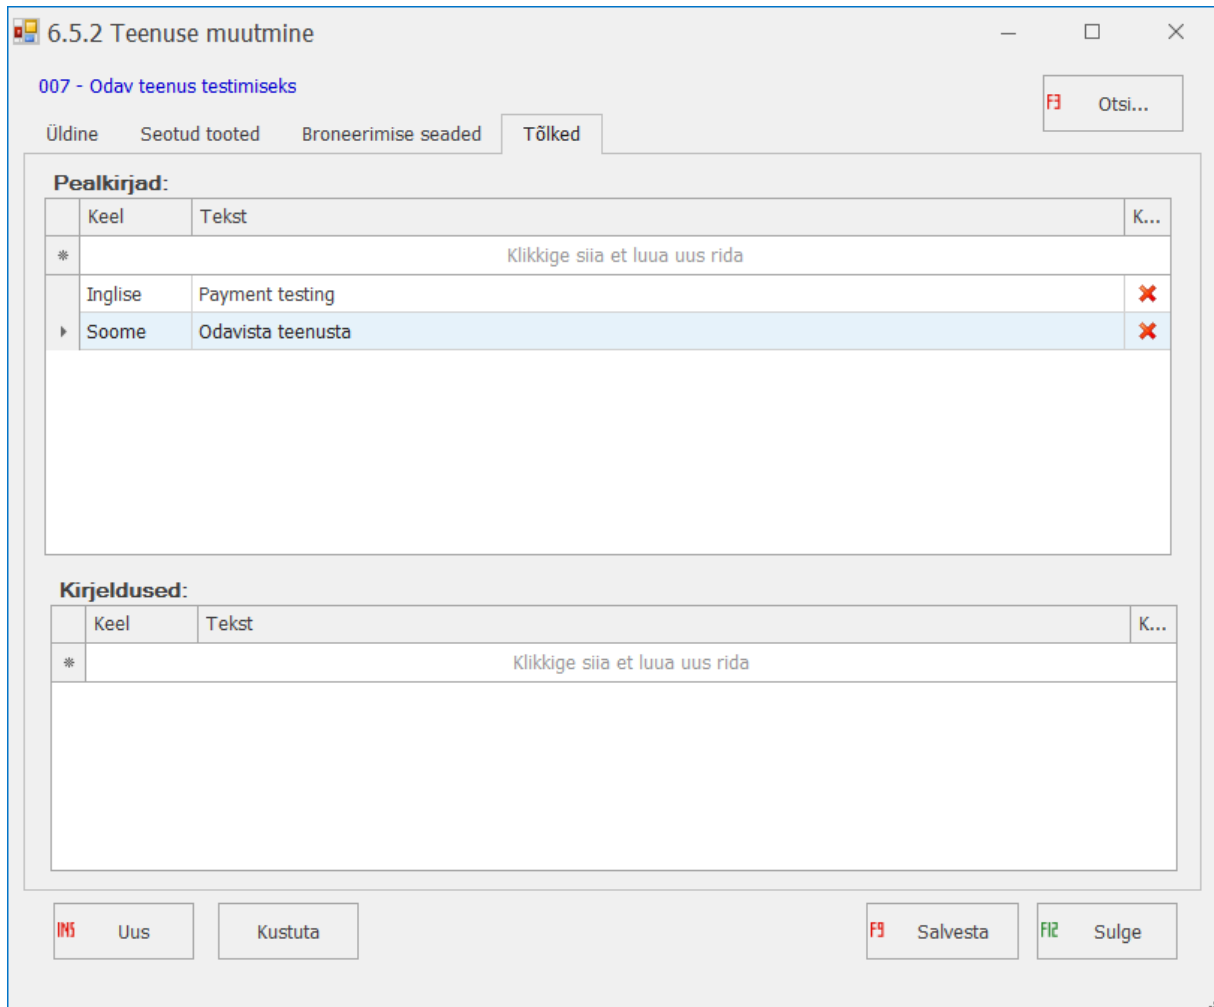 6.5.2 Teenuse muutmine
007 - Odav teenus testimiseks
F3 Otsi...
Üldine Seotud tooted Broneerimise seaded Tõlked
Pealkirjad:
Keel Tekst K...
Klikkige siia et luua uus rida
Inglise Payment testing
Soome Odavista teenusta
Kirjeldused:
Keel Tekst K...
Klikkige siia et luua uus rida
INS Uus Kustuta F9 Salvesta F12 Sulge